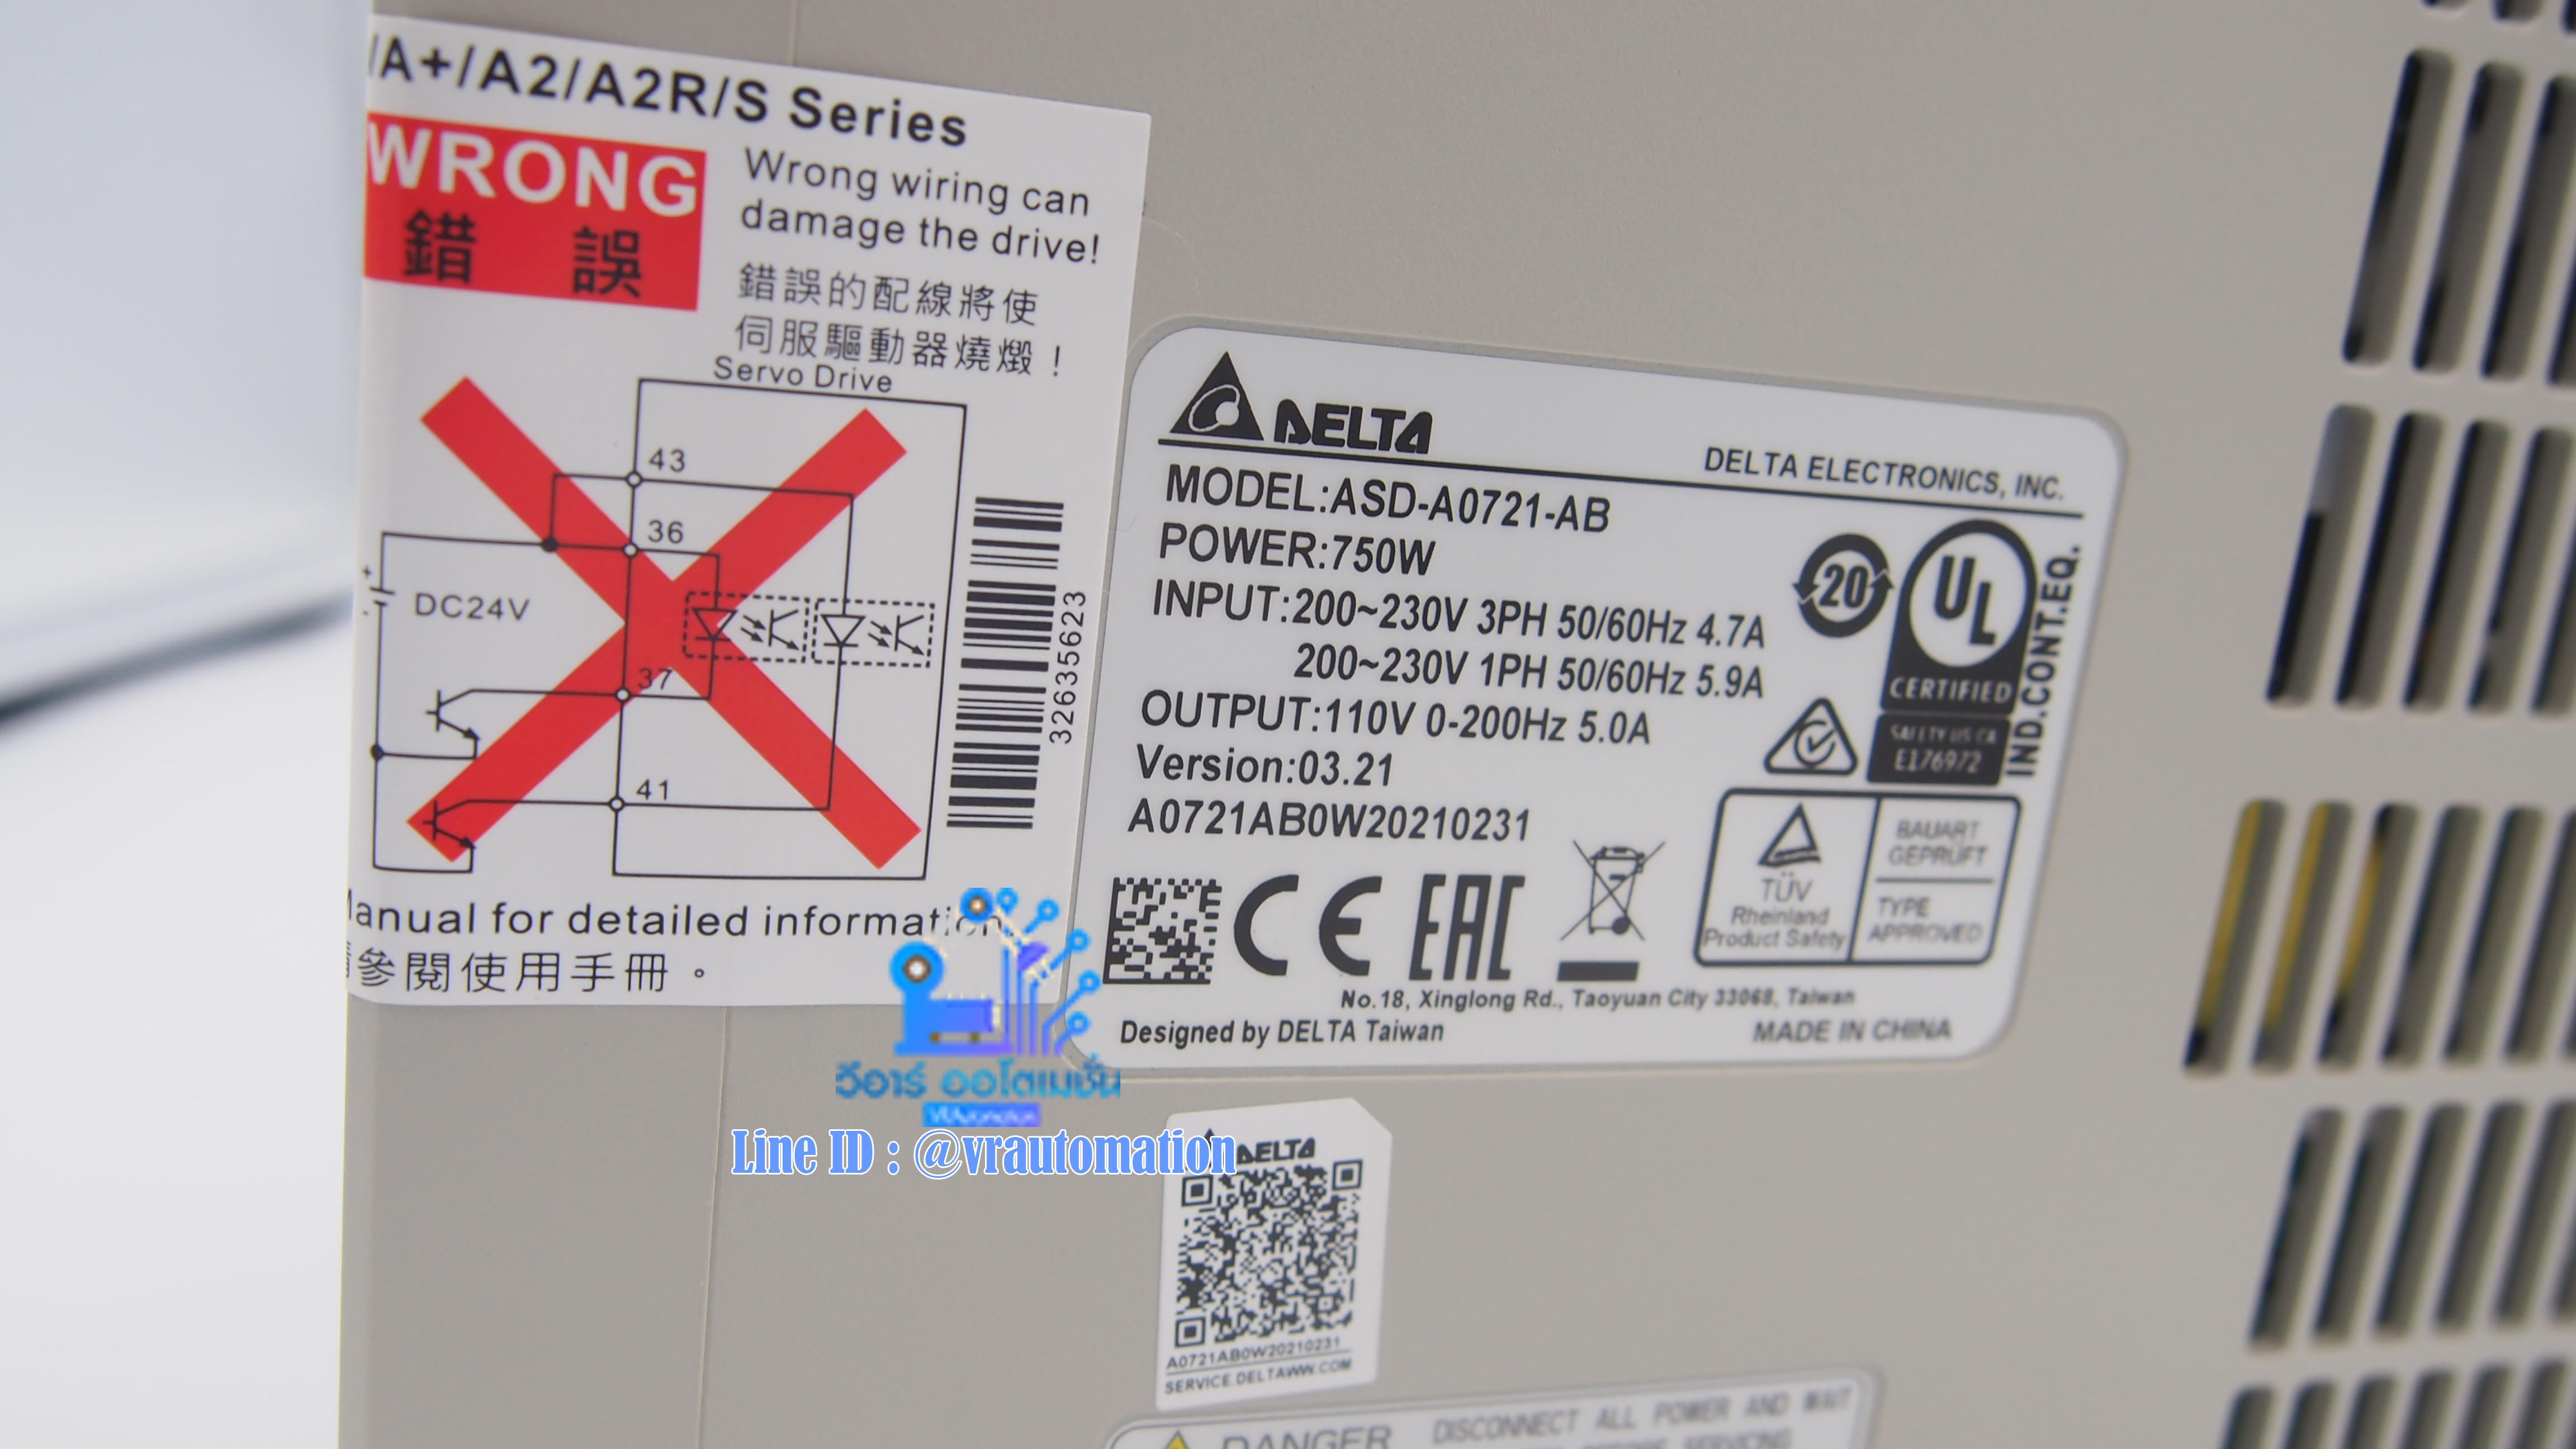 /A+/A2/A2R/S Series
WRONG
錯 誤
Wrong wiring can
damage the drive!
錯誤的配線將使
伺服驅動器燒燬！
Servo Drive
43
36
+
-
DC24V
37
41
32635623
anual for detailed information.
參閱使用手冊。
DELTA
DELTA ELECTRONICS, INC.
MODEL:ASD-A0721-AB
POWER:750W
INPUT:200~230V 3PH 50/60Hz 4.7A
200~230V 1PH 50/60Hz 5.9A
OUTPUT:110V 0-200Hz 5.0A
Version:03.21
A0721AB0W20210231
20
UL
CERTIFIED
SAFETY US CA
E176972
IND.CONT.EQ.
CE EAC
TÜV
Rheinland
Product Safety
BAUART
GEPRÜFT
TYPE
APPROVED
No.18, Xinglong Rd., Taoyuan City 33068, Taiwan
Designed by DELTA Taiwan
MADE IN CHINA
วีอาร์ ออโตเมชั่น
VRAutomation
Line ID : @vrautomation
DELTA
A0721AB0W20210231
SERVICE.DELTAWW.COM
DANGER
DISCONNECT ALL POWER AND WAIT
BEFORE SERVICING